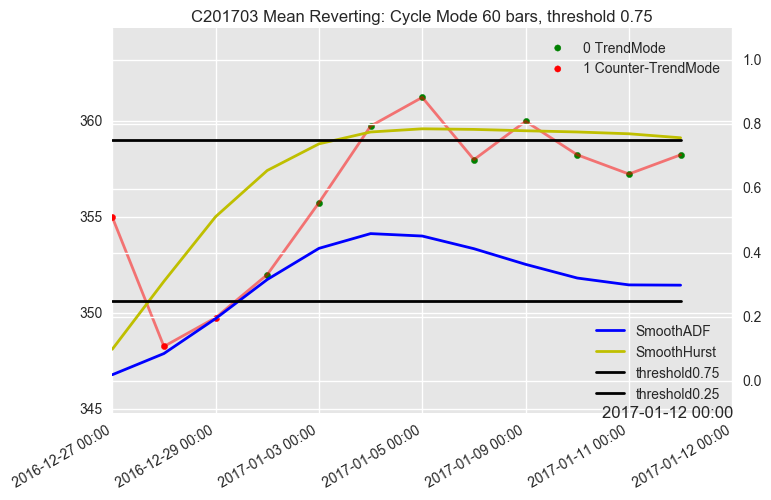 C201703 Mean Reverting: Cycle Mode 60 bars, threshold 0.75
0 TrendMode
1 Counter-TrendMode
360
355
350
345
1.0
0.8
0.6
0.4
0.2
0.0
SmoothADF
SmoothHurst
threshold0.75
threshold0.25
2017-01-12 00:00
2016-12-27 00:00
2016-12-29 00:00
2017-01-03 00:00
2017-01-05 00:00
2017-01-09 00:00
2017-01-11 00:00
2017-01-12 00:00